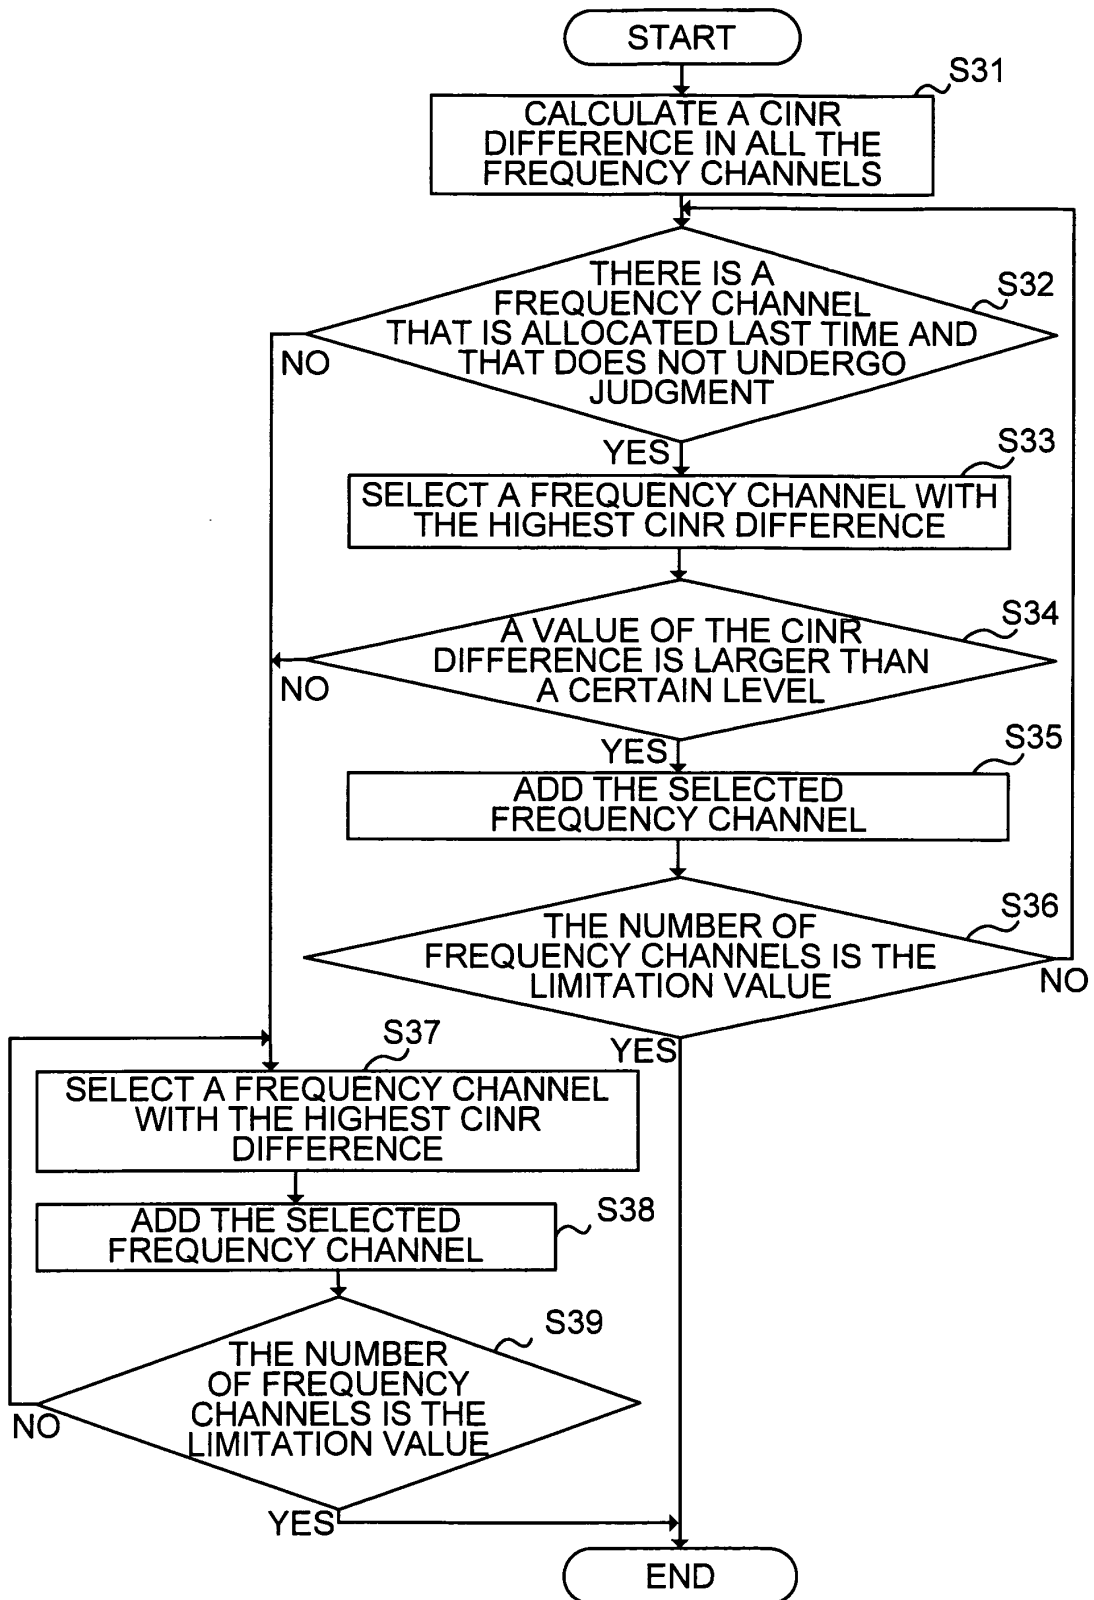 START
S31
CALCULATE A CINR
DIFFERENCE IN ALL THE
FREQUENCY CHANNELS
S32
THERE IS A
FREQUENCY CHANNEL
THAT IS ALLOCATED LAST TIME AND
THAT DOES NOT UNDERGO
JUDGMENT
NO
YES
S33
SELECT A FREQUENCY CHANNEL WITH
THE HIGHEST CINR DIFFERENCE
S34
A VALUE OF THE CINR
DIFFERENCE IS LARGER THAN
A CERTAIN LEVEL
NO
YES
S35
ADD THE SELECTED
FREQUENCY CHANNEL
S36
THE NUMBER OF
FREQUENCY CHANNELS IS THE
LIMITATION VALUE
NO
YES
S37
SELECT A FREQUENCY CHANNEL
WITH THE HIGHEST CINR
DIFFERENCE
S38
ADD THE SELECTED
FREQUENCY CHANNEL
S39
THE NUMBER
OF FREQUENCY
CHANNELS IS THE
LIMITATION VALUE
NO
YES
END